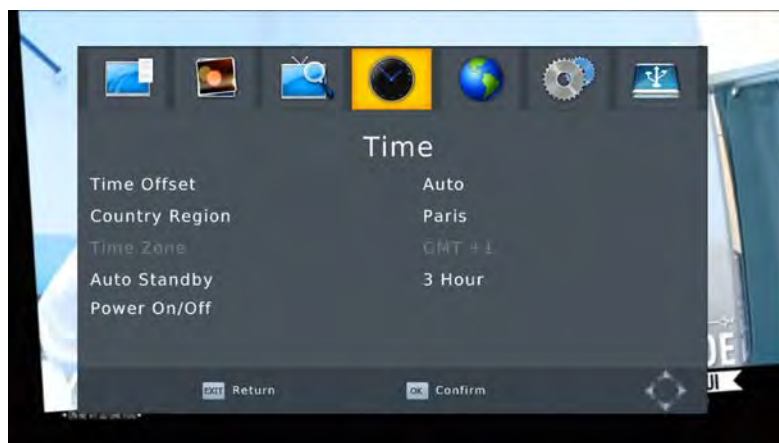 Time
Time Offset Auto
Country Region Paris
Time Zone GMT +1
Auto Standby 3 Hour
Power On/Off
EXIT Return OK Confirm